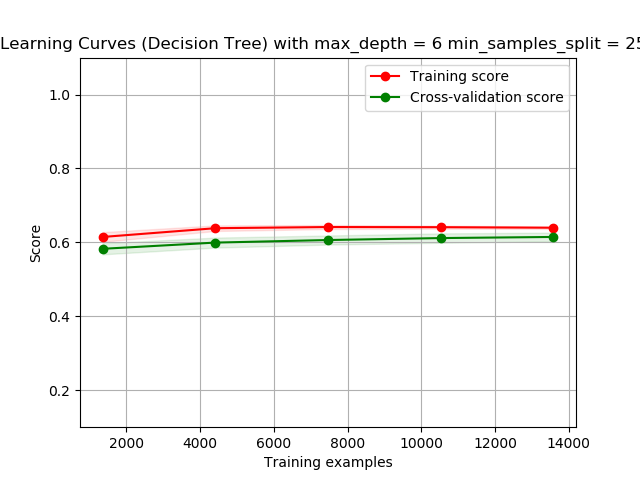 Learning Curves (Decision Tree) with max_depth = 6 min_samples_split = 25
Training score
Cross-validation score
1.0
0.8
0.6
0.4
0.2
Score
2000 4000 6000 8000 10000 12000 14000
Training examples